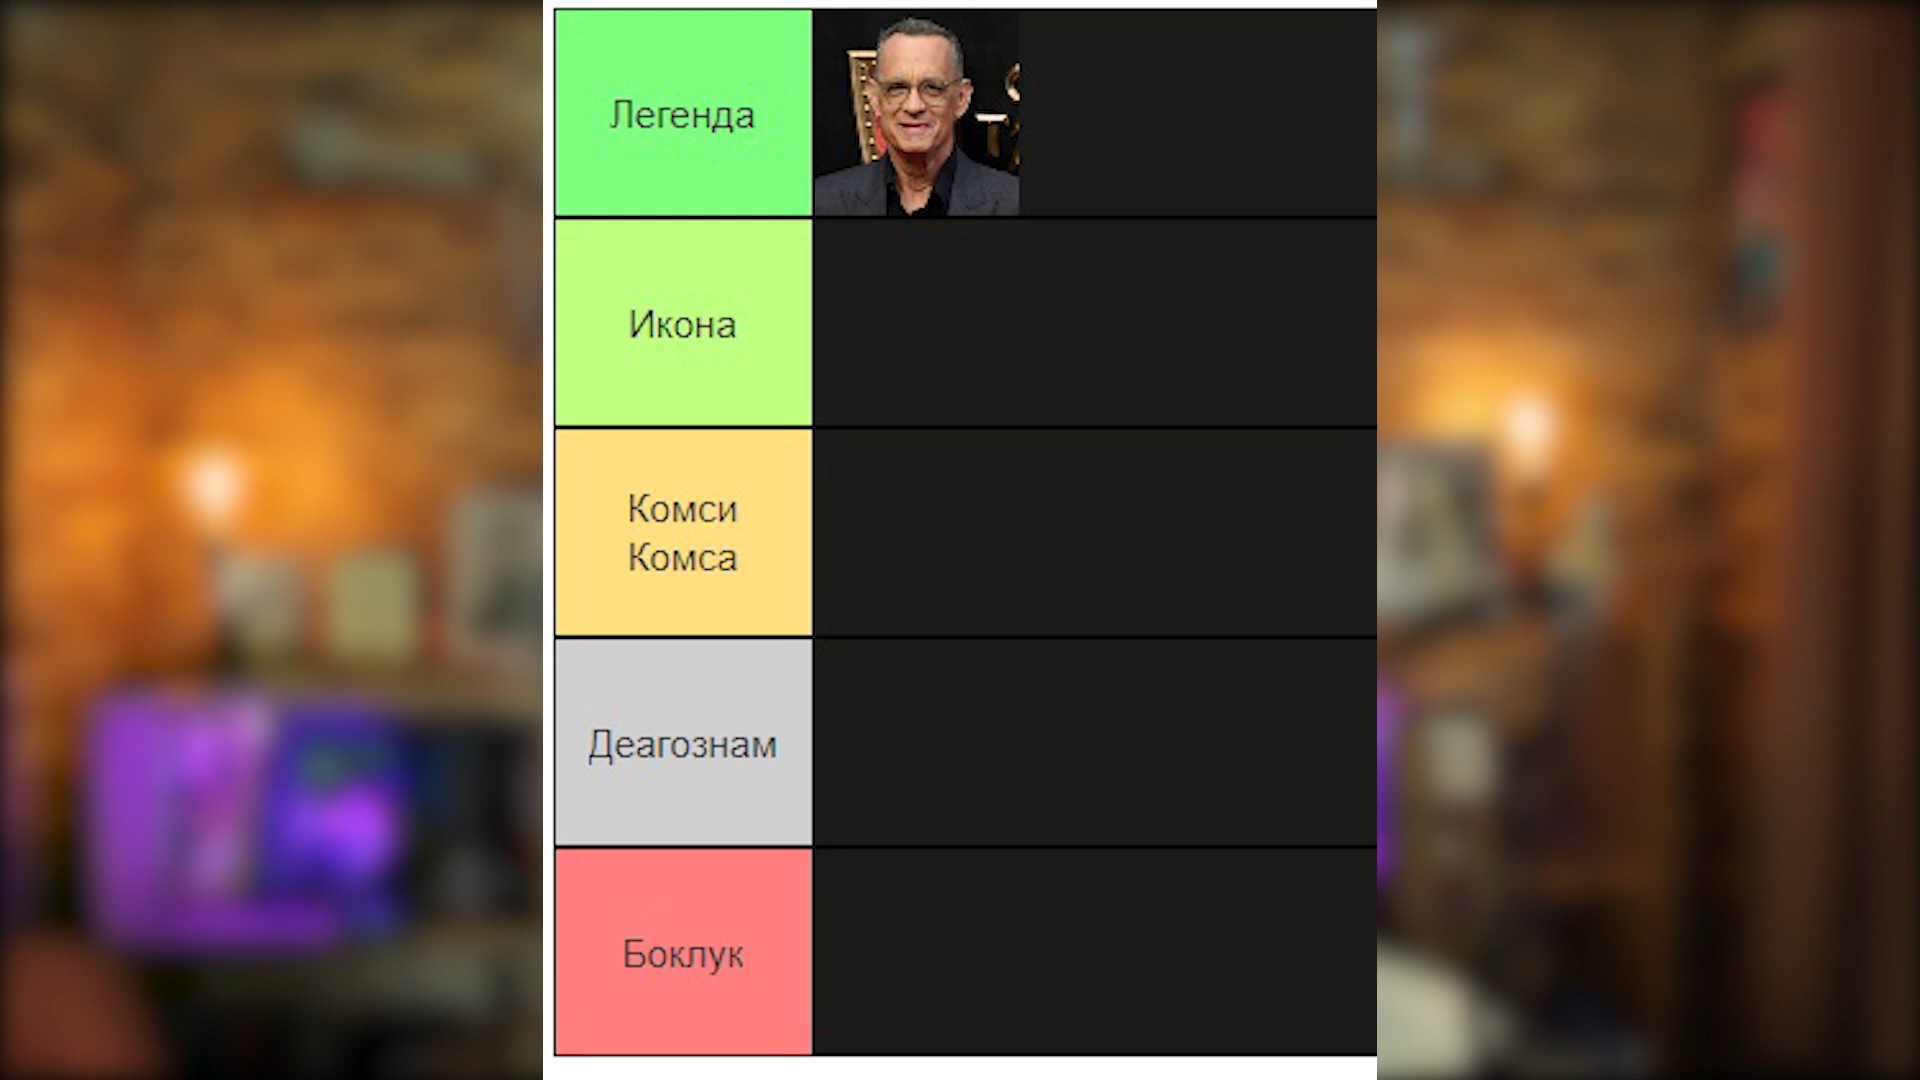 Легенда
Икона
Комси
Комса
Деагознам
Боклук